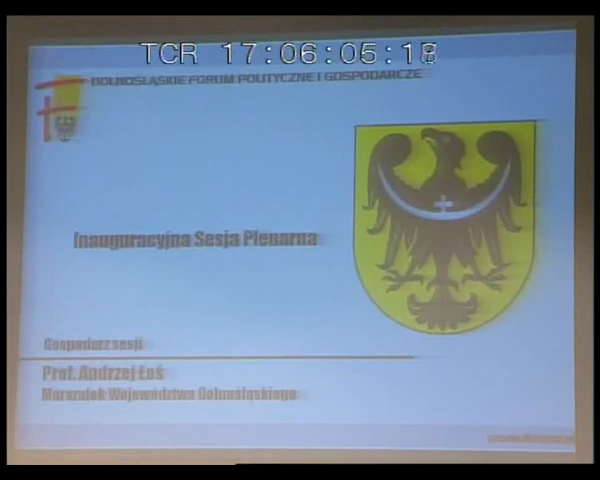 TCR 17:06:05:18
DOLNOŚLĄSKIE FORUM POLITYCZNE I GOSPODARCZE
Inauguracyjna Sesja Plenarna
Gospodarz sesji
Prof. Andrzej Łoś
Marszałek Województwa Dolnośląskiego